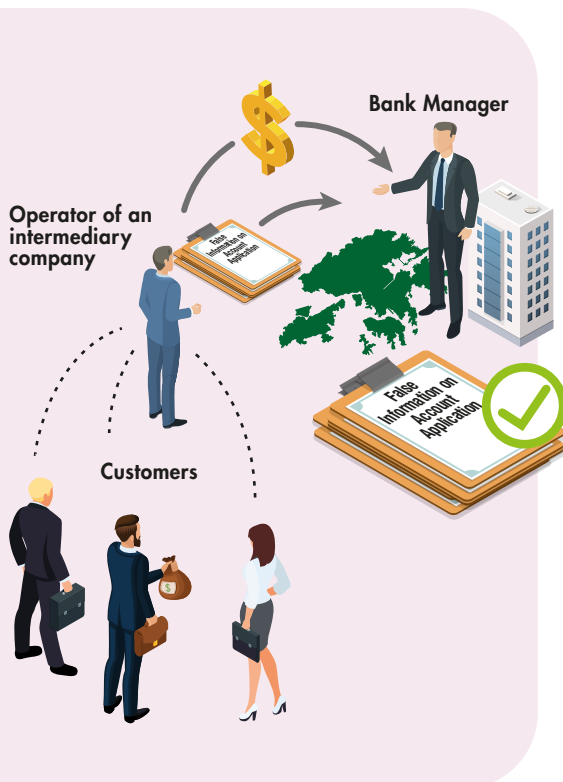 Bank Manager
Operator of an
intermediary
company
False
Information on
Account
Application
False
Information on
Account
Application
Customers